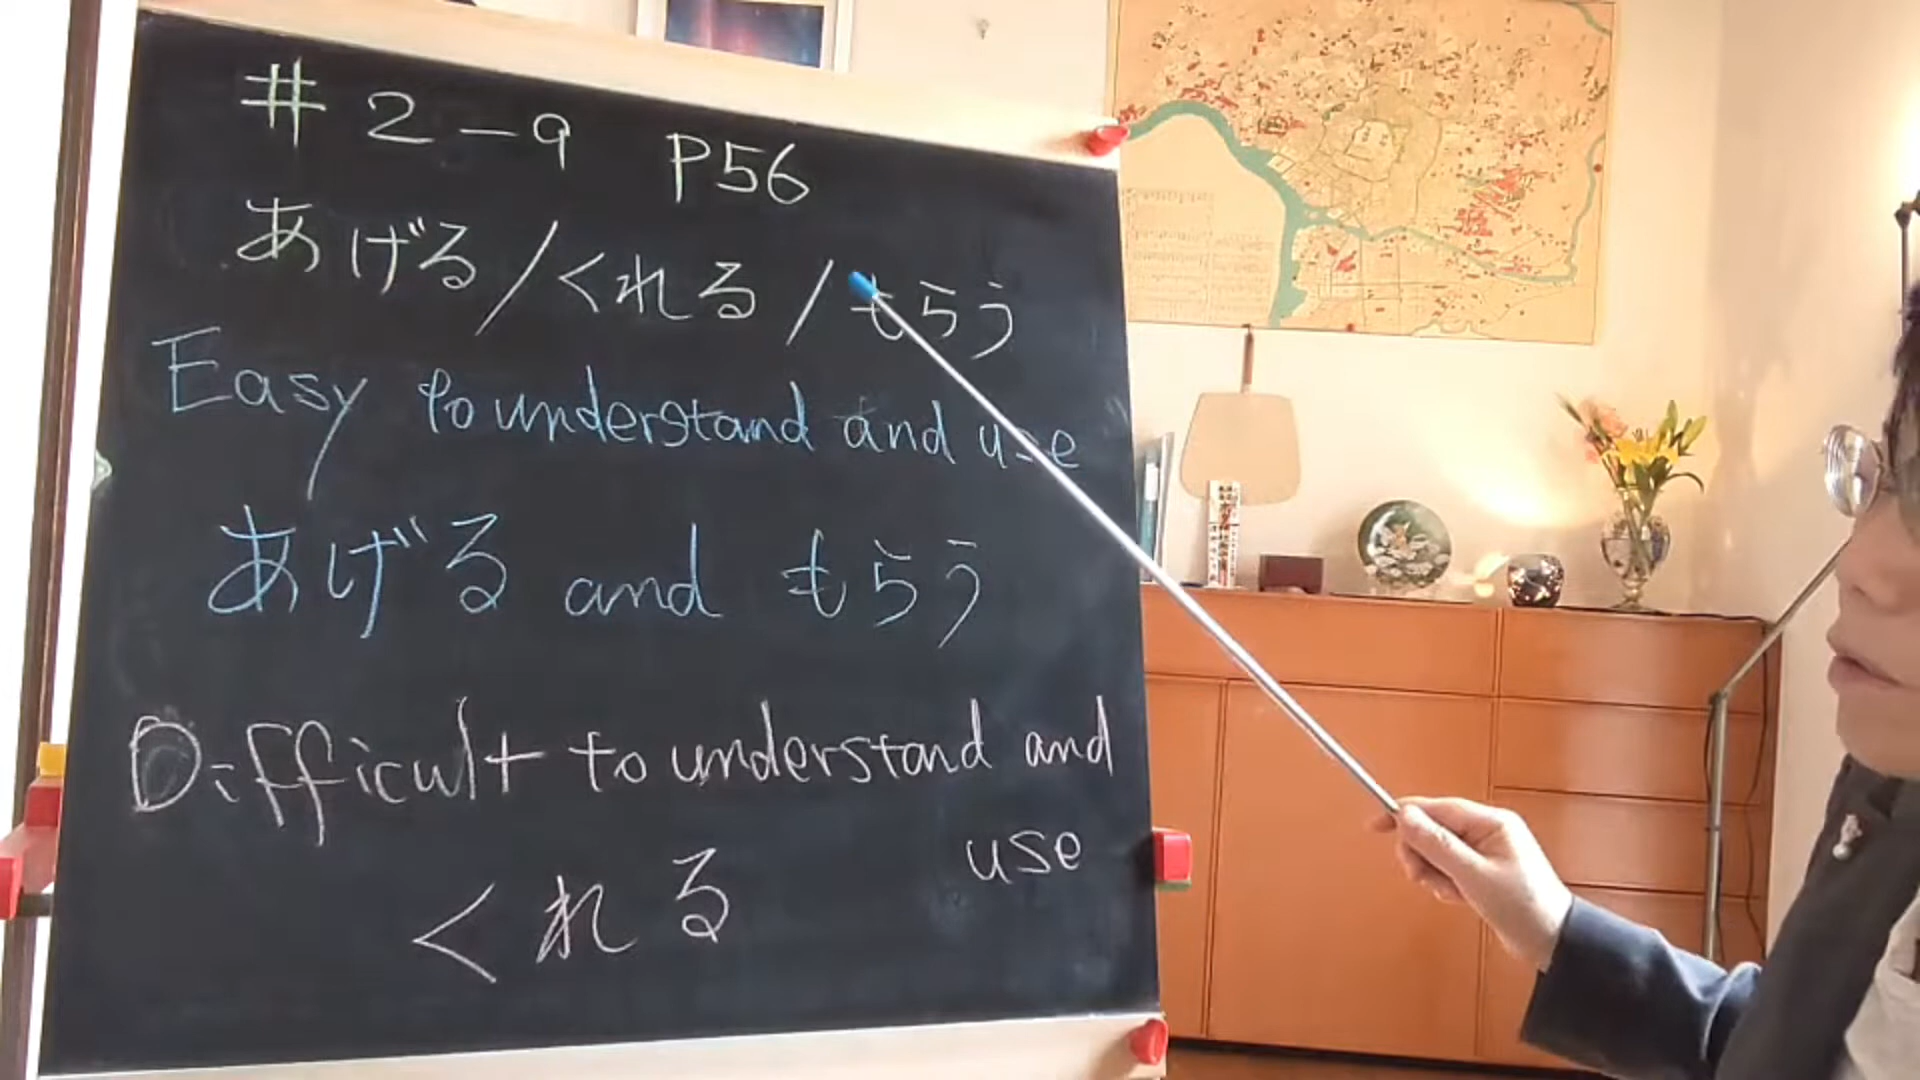 # 2-9 P56
あげる/くれる/もらう
Easy to understand and use
あげる and もらう
Difficult to understand and
use
くれる